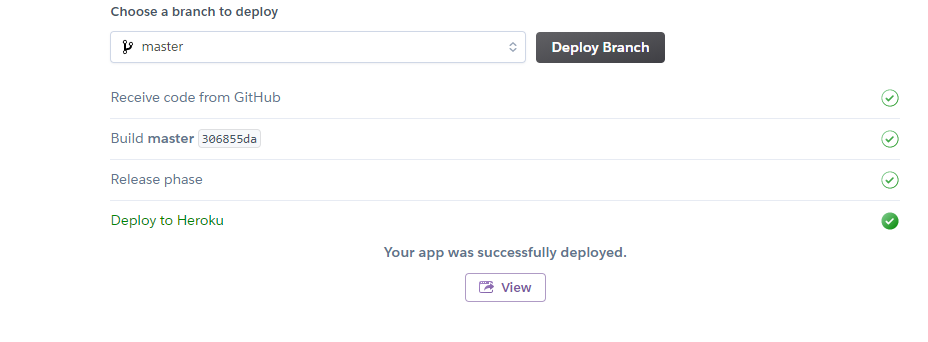 Choose a branch to deploy
master
Deploy Branch
Receive code from GitHub
Build master 306855da
Release phase
Deploy to Heroku
Your app was successfully deployed.
View